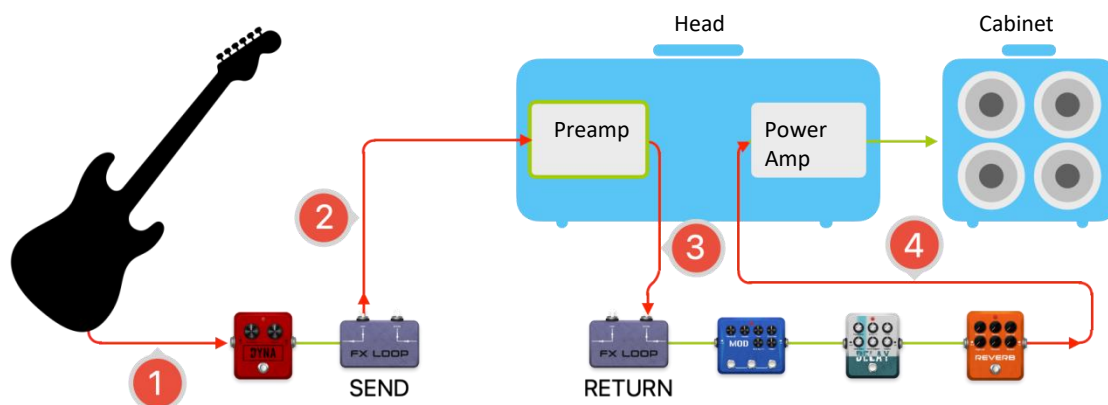 Head
Cabinet
Preamp
Power
Amp
2
3
4
1
DYNA
FX LOOP
FX LOOP
MOD
DELAY
REVERB
SEND
RETURN